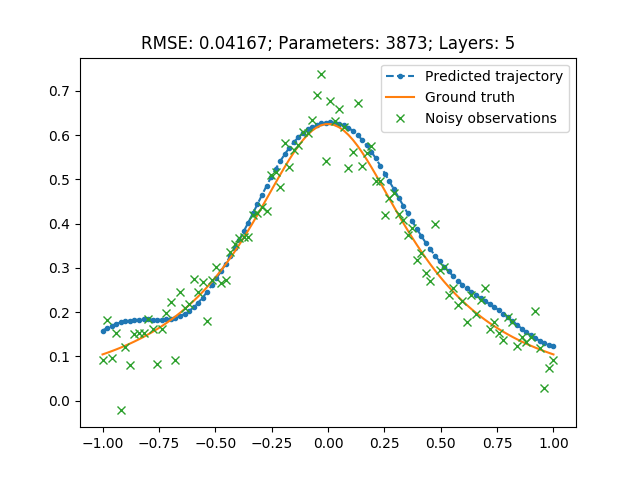 RMSE: 0.04167; Parameters: 3873; Layers: 5
Predicted trajectory
Ground truth
Noisy observations
0.7
0.6
0.5
0.4
0.3
0.2
0.1
0.0
−1.00 −0.75 −0.50 −0.25 0.00 0.25 0.50 0.75 1.00